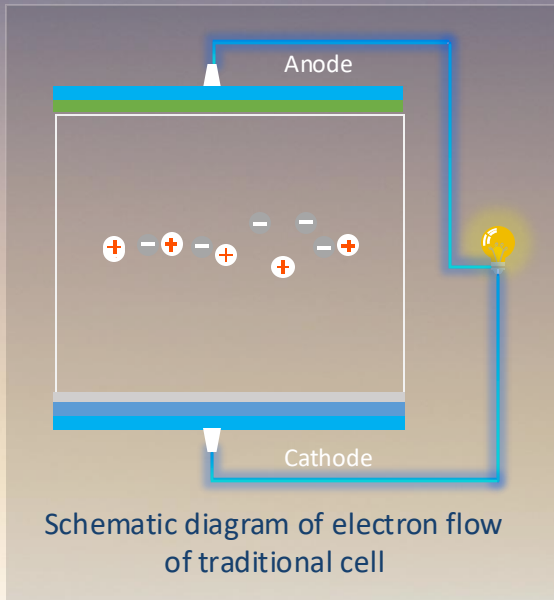 Anode
Cathode
Schematic diagram of electron flow
of traditional cell